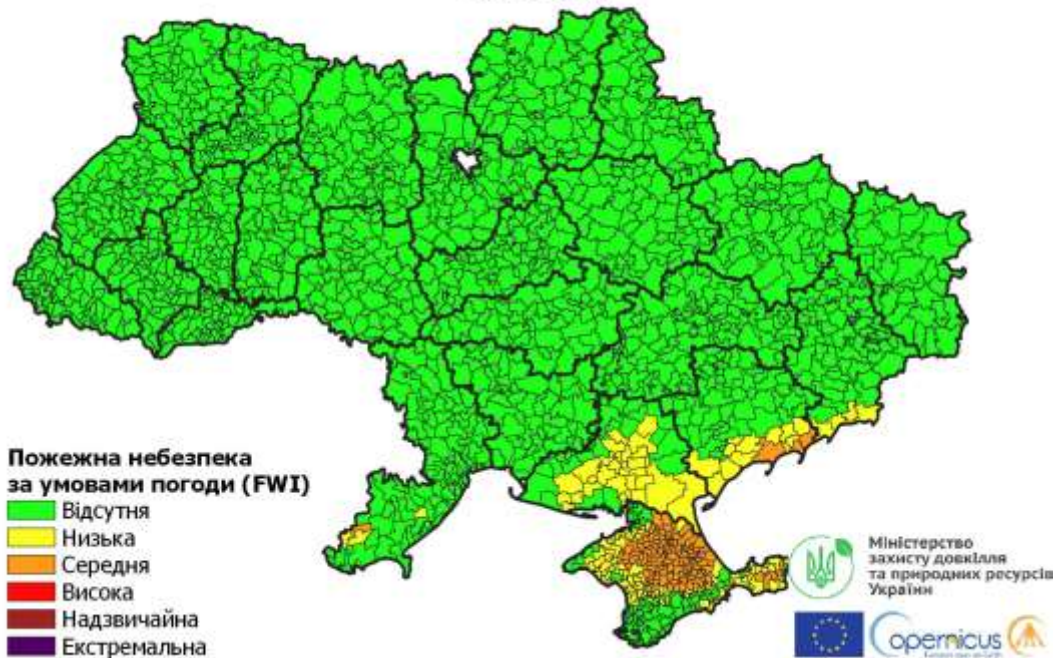 Пожежна небезпека
за умовами погоди (FWI)
Відсутня
Низька
Середня
Висока
Надзвичайна
Екстремальна
Міністерство
захисту довкілля
та природних ресурсів
України
opernicus